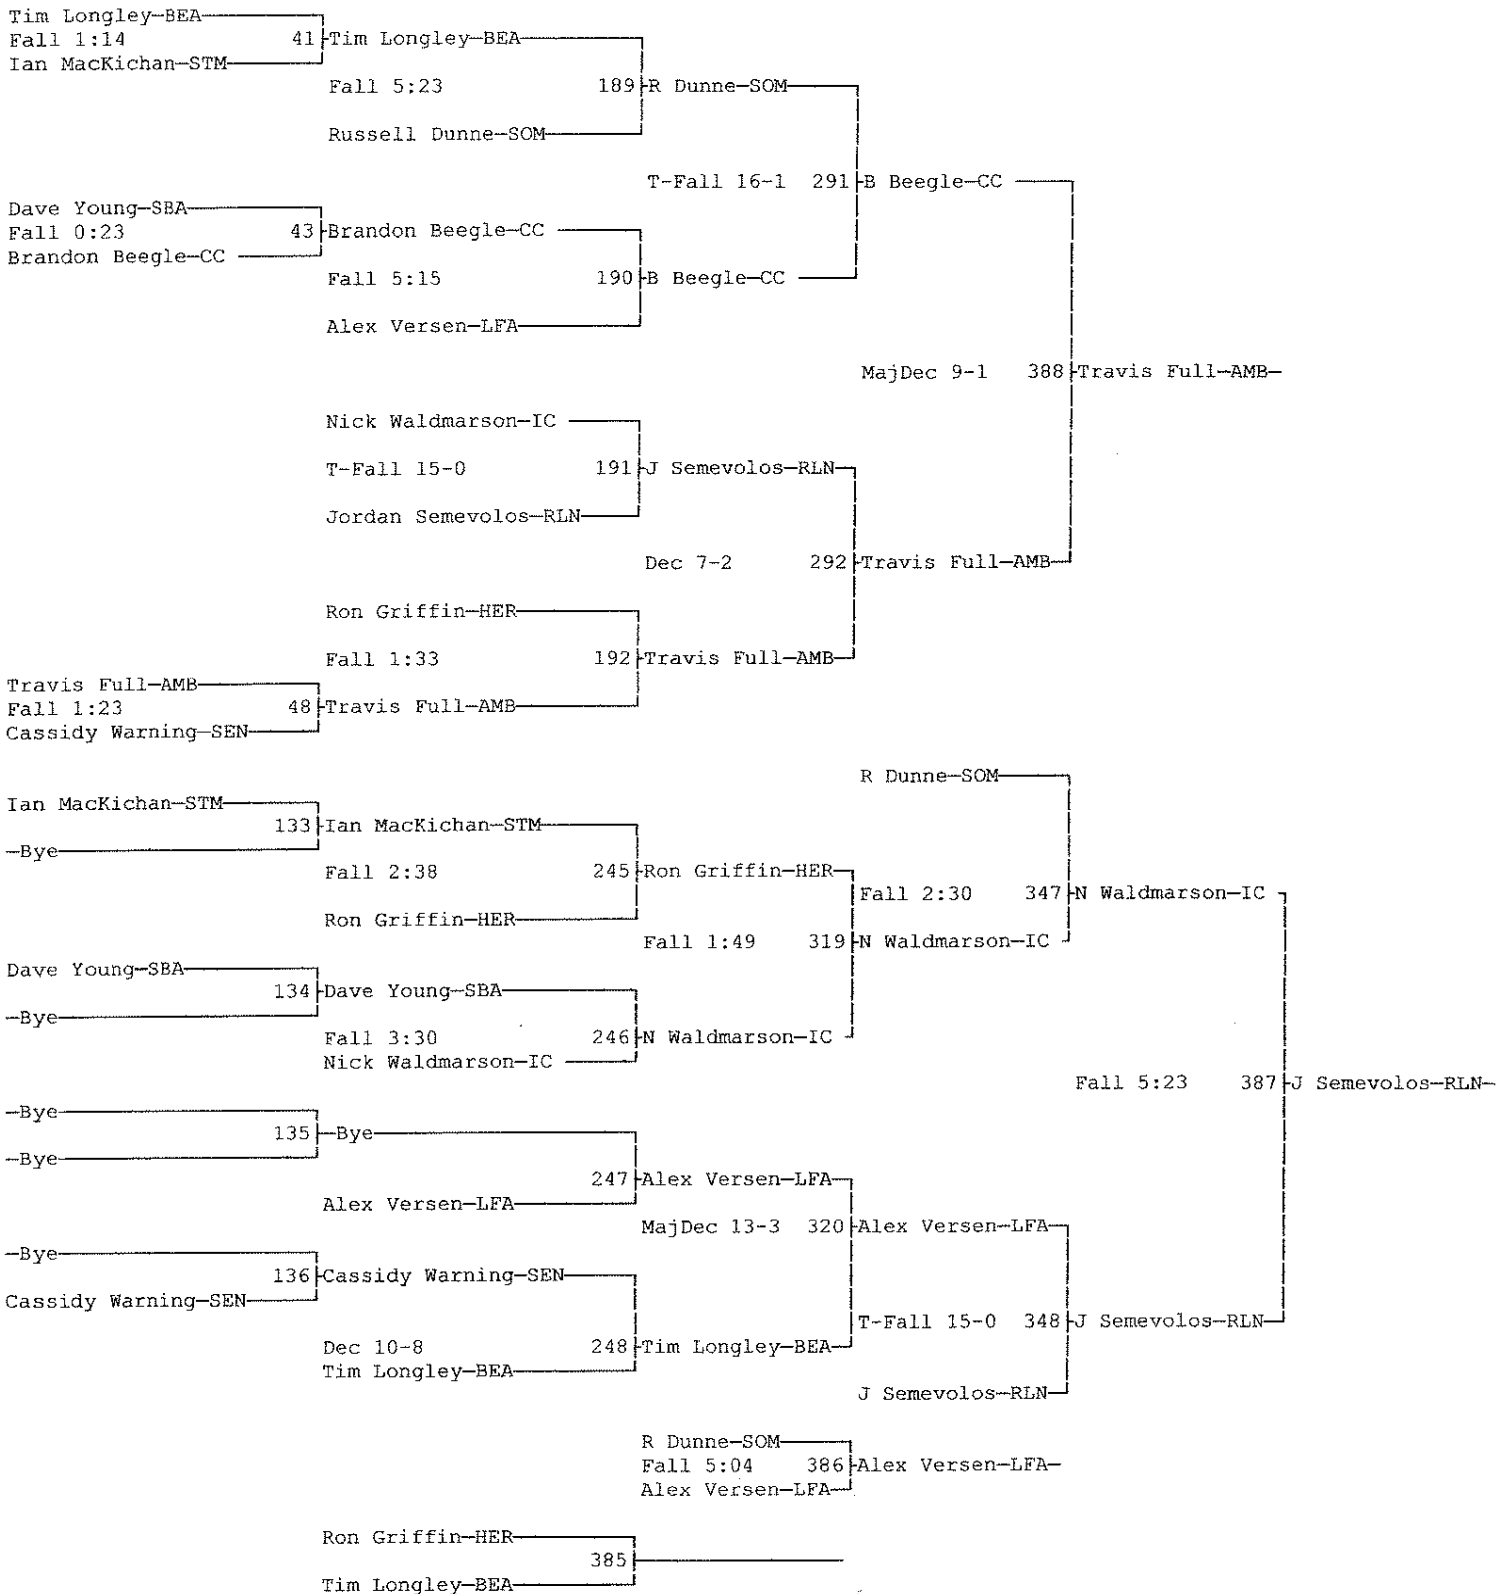 Tim Longley—BEA
Fall 1:14 41 Tim Longley—BEA
Ian MacKichan—STM
Fall 5:23 189 R Dunne—SOM
Russell Dunne—SOM
T-Fall 16-1 291 B Beegle—CC
Dave Young—SBA
Fall 0:23 43 Brandon Beegle—CC
Brandon Beegle—CC
Fall 5:15 190 B Beegle—CC
Alex Versen—LFA
MajDec 9-1 388 Travis Full—AMB
Nick Waldmarson—IC
T-Fall 15-0 191 J Semevolos—RLN
Jordan Semevolos—RLN
Dec 7-2 292 Travis Full—AMB
Ron Griffin—HER
Fall 1:33 192 Travis Full—AMB
Travis Full—AMB
Fall 1:23 48 Travis Full—AMB
Cassidy Warning—SEN
R Dunne—SOM
Ian MacKichan—STM
133 Ian MacKichan—STM
—Bye
Fall 2:38 245 Ron Griffin—HER
Fall 2:30 347 N Waldmarson—IC
Ron Griffin—HER
Fall 1:49 319 N Waldmarson—IC
Dave Young—SBA
134 Dave Young—SBA
—Bye
Fall 3:30 246 N Waldmarson—IC
Nick Waldmarson—IC
Fall 5:23 387 J Semevolos—RLN
—Bye
135 —Bye
—Bye
247 Alex Versen—LFA
Alex Versen—LFA
MajDec 13-3 320 Alex Versen—LFA
—Bye
136 Cassidy Warning—SEN
Cassidy Warning—SEN
T-Fall 15-0 348 J Semevolos—RLN
Dec 10-8 248 Tim Longley—BEA
Tim Longley—BEA
J Semevolos—RLN
R Dunne—SOM
Fall 5:04 386 Alex Versen—LFA
Alex Versen—LFA
Ron Griffin—HER
385
Tim Longley—BEA